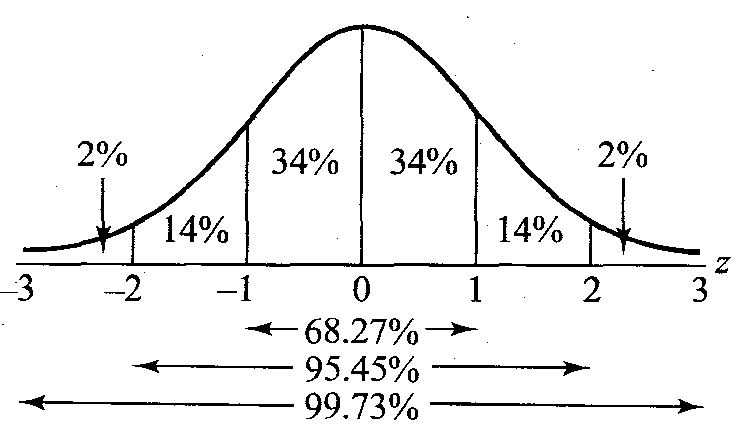 2% 34% 34% 2%
14% 14%
–3 –2 –1 0 1 2 3 z
68.27%
95.45%
99.73%